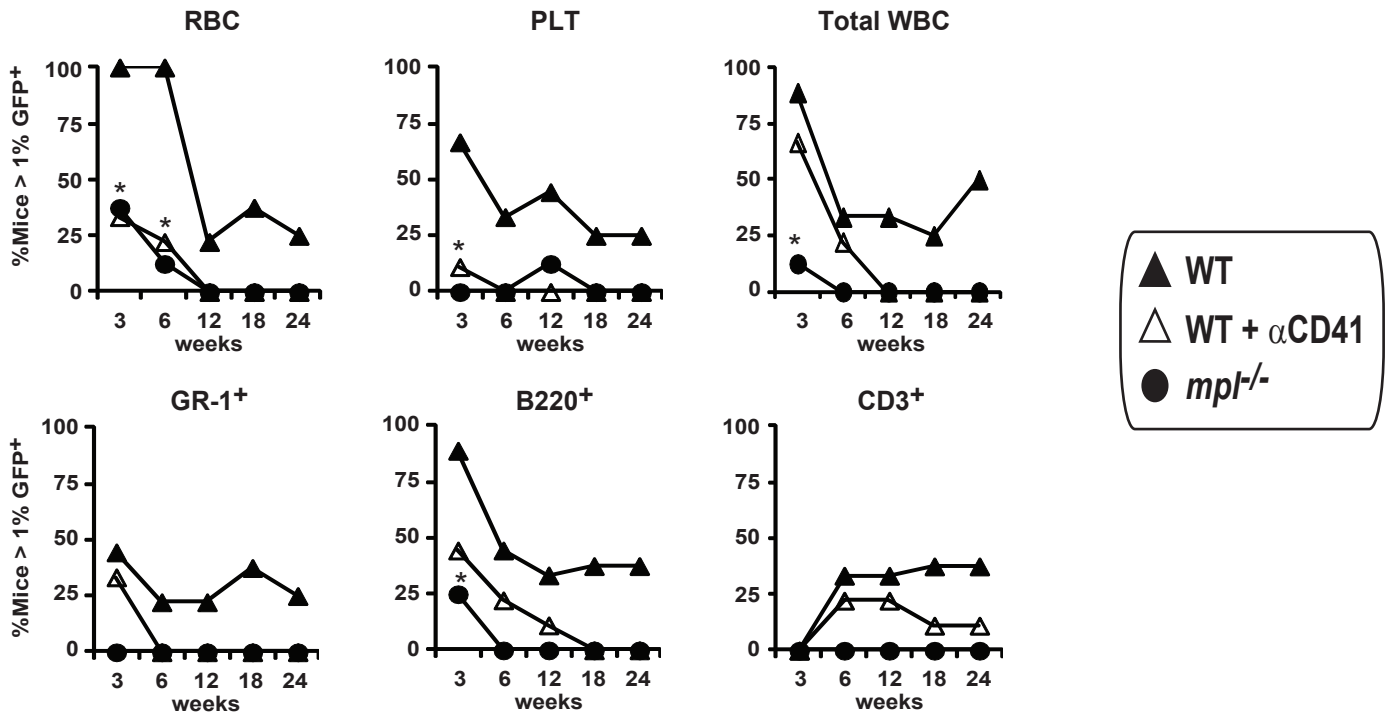 RBC
%Mice > 1% GFP+
100
75
50
25
0
*
*
3 6 12 18 24
weeks
PLT
100
75
50
25
0
*
3 6 12 18 24
weeks
Total WBC
100
75
50
25
0
*
3 6 12 18 24
weeks
WT
WT + αCD41
mpl-/-
GR-1+
%Mice > 1% GFP+
100
75
50
25
0
3 6 12 18 24
weeks
B220+
100
75
50
25
0
*
3 6 12 18 24
weeks
CD3+
100
75
50
25
0
3 6 12 18 24
weeks